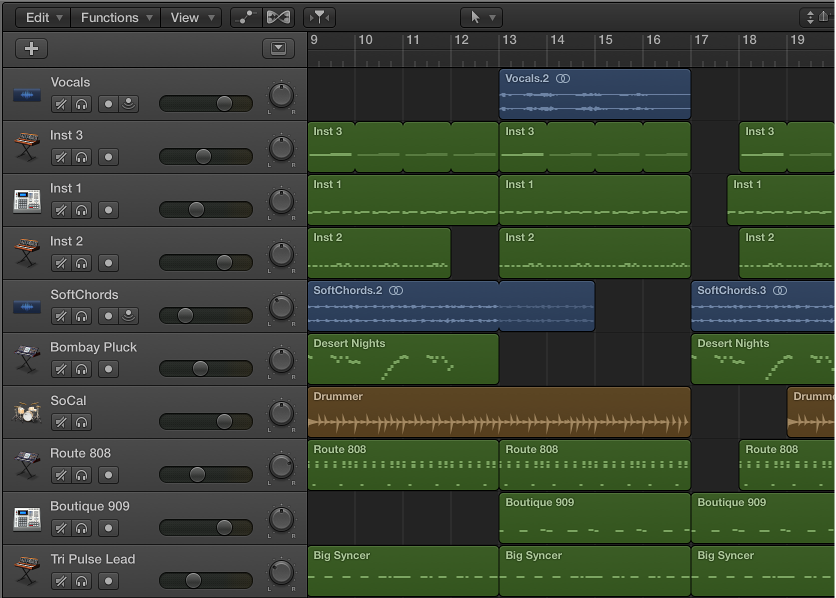 Edit Functions View
9 10 11 12 13 14 15 16 17 18 19
Vocals Vocals.2
L R
Inst 3 Inst 3 Inst 3 Inst 3
L R
Inst 1 Inst 1 Inst 1 Inst 1
L R
Inst 2 Inst 2 Inst 2 Inst 2
L R
SoftChords SoftChords.2 SoftChords.3
L R
Bombay Pluck Desert Nights Desert Nights
L R
SoCal Drummer Drumme
L R
Route 808 Route 808 Route 808 Route 808
L R
Boutique 909 Boutique 909 Boutique 909
L R
Tri Pulse Lead Big Syncer Big Syncer Big Syncer
L R